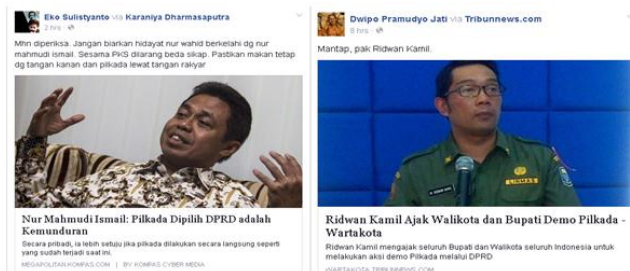 Eko Sulistyanto via Karaniya Dharmasaputra
2 hrs
Mhn diperiksa. Jangan biarkan hidayat nur wahid berkelahi dg nur
mahmudi ismail. Sesama PKS dilarang beda sikap. Pastikan makan tetap
dg tangan kanan dan pilkada lewat tangan rakyar
Nur Mahmudi Ismail: Pilkada Dipilih DPRD adalah
Kemunduran
Secara pribadi, ia lebih setuju jika pilkada dilakukan secara langsung seperti
yang sudah terjadi saat ini.
MEGAPOLITAN.KOMPAS.COM | BY KOMPAS CYBER MEDIA
Dwipo Pramudyo Jati via Tribunnews.com
8 hrs
Mantap, pak Ridwan Kamil.
LINMAS
Ridwan Kamil Ajak Walikota dan Bupati Demo Pilkada -
Wartakota
Ridwan Kamil mengajak seluruh Bupati dan Walikota seluruh Indonesia untuk
melakukan aksi demo Pilkada melalui DPRD
WARTAKOTA.TRIBUNNEWS.COM